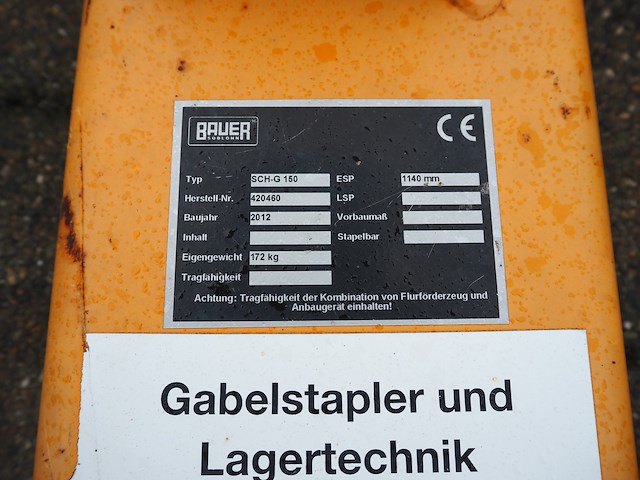 BAUER
SÜDLOHN
CE
Typ SCH-G 150 ESP 1140 mm
Herstell-Nr. 420460 LSP
Baujahr 2012 Vorbaumaß
Inhalt Stapelbar
Eigengewicht 172 kg
Tragfähigkeit
Achtung: Tragfähigkeit der Kombination von Flurförderzeug und
Anbaugerät einhalten!
Gabelstapler und
Lagertechnik